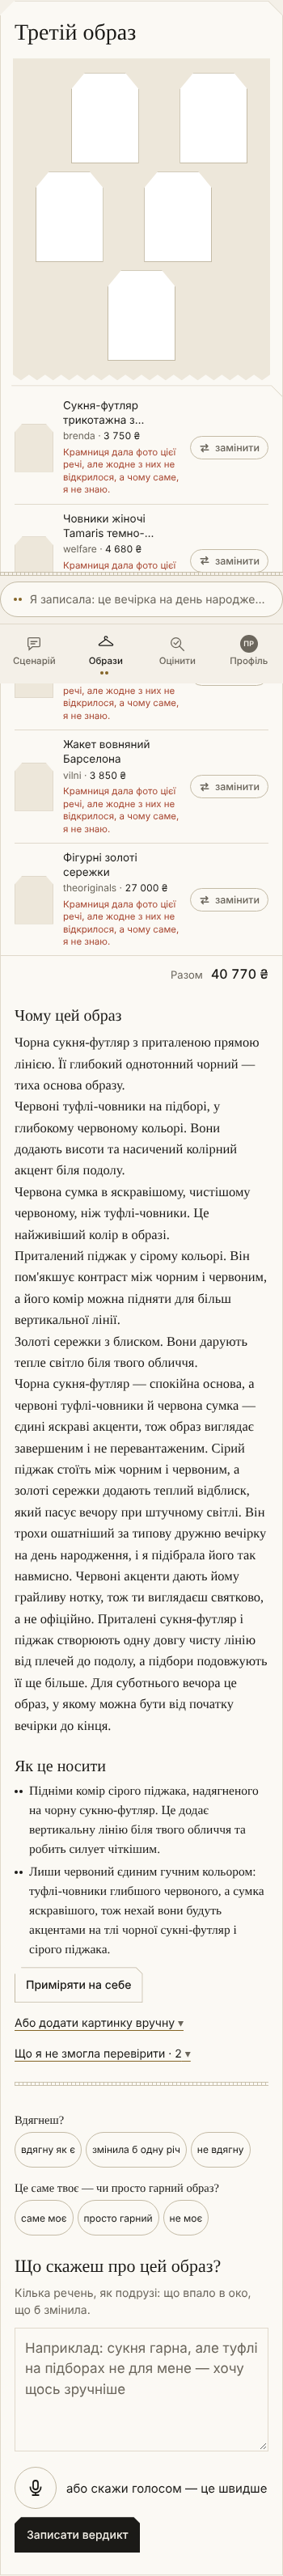 Третій образ
Сукня-футляр
трикотажна з...
brenda · 3 750 ₴
Крамниця дала фото цієї
речі, але жодне з них не
відкрилося, а чому саме,
я не знаю.
замінити
Човники жіночі
Tamaris темно-...
welfare · 4 680 ₴
Крамниця дала фото цієї
замінити
Я записала: це вечірка на день народже...
Сценарій
Образи
Оцінити
ПР
Профіль
речі, але жодне з них не
відкрилося, а чому саме,
я не знаю.
Жакет вовняний
Барселона
vilni · 3 850 ₴
Крамниця дала фото цієї
речі, але жодне з них не
відкрилося, а чому саме,
я не знаю.
замінити
Фігурні золоті
сережки
theoriginals · 27 000 ₴
Крамниця дала фото цієї
речі, але жодне з них не
відкрилося, а чому саме,
я не знаю.
замінити
Разом 40 770 ₴
Чому цей образ
Чорна сукня-футляр з приталеною прямою
лінією. Її глибокий однотонний чорний —
тиха основа образу.
Червоні туфлі-човники на підборі, у
глибокому червоному кольорі. Вони
додають висоти та насичений колірний
акцент біля подолу.
Червона сумка в яскравішому, чистішому
червоному, ніж туфлі-човники. Це
найживіший колір в образі.
Приталений піджак у сірому кольорі. Він
пом'якшує контраст між чорним і червоним,
а його комір можна підняти для більш
вертикальної лінії.
Золоті сережки з блиском. Вони дарують
тепле світло біля твого обличчя.
Чорна сукня-футляр — спокійна основа, а
червоні туфлі-човники й червона сумка —
єдині яскраві акценти, тож образ виглядає
завершеним і не перевантаженим. Сірий
піджак стоїть між чорним і червоним, а
золоті сережки додають теплий відблиск,
який пасує вечору при штучному світлі. Він
трохи ошатніший за типову дружню вечірку
на день народження, і я підібрала його так
навмисно. Червоні акценти дають йому
грайливу нотку, тож ти виглядаєш святково,
а не офіційно. Приталені сукня-футляр і
піджак створюють одну довгу чисту лінію
від плечей до подолу, а підбори подовжують
її ще більше. Для суботнього вечора це
образ, у якому можна бути від початку
вечірки до кінця.
Як це носити
Підніми комір сірого піджака, надягненого
на чорну сукню-футляр. Це додає
вертикальну лінію біля твого обличчя та
робить силует чіткішим.
Лиши червоний єдиним гучним кольором:
туфлі-човники глибшого червоного, а сумка
яскравішого, тож нехай вони будуть
акцентами на тлі чорної сукні-футляр і
сірого піджака.
Приміряти на себе
Або додати картинку вручну ▾
Що я не змогла перевірити · 2 ▾
Вдягнеш?
вдягну як є
змінила б одну річ
не вдягну
Це саме твоє — чи просто гарний образ?
саме моє
просто гарний
не моє
Що скажеш про цей образ?
Кілька речень, як подрузі: що впало в око,
що б змінила.
Наприклад: сукня гарна, але туфлі
на підборах не для мене — хочу
щось зручніше
або скажи голосом — це швидше
Записати вердикт